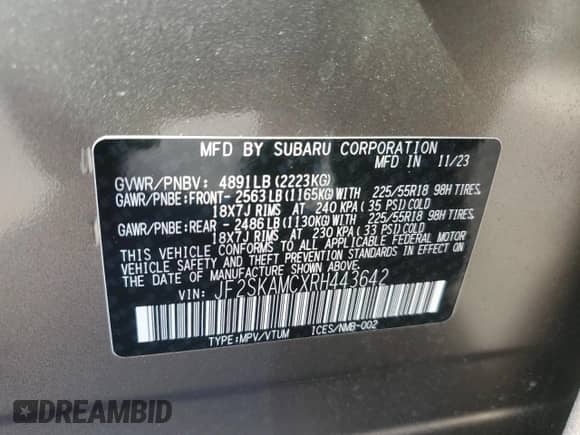 MFD BY SUBARU CORPORATION
MFD IN 11/23
GVWR/PNBV: 4891LB(2223KG)
GAWR/PNBE:FRONT- 2563LB(1165KG)WITH 225/55R18 98H TIRES,
18X7J RIMS AT 240 KPA(35 PSI)COLD
GAWR/PNBE:REAR - 2486LB(1130KG)WITH 225/55R18 98H TIRES,
18X7J RIMS AT 230 KPA(33 PSI)COLD
THIS VEHICLE CONFORMS TO ALL APPLICABLE FEDERAL MOTOR
VEHICLE SAFETY AND THEFT PREVENTION STANDARDS IN EFFECT ON
THE DATE OF MANUFACTURE SHOWN ABOVE.
VIN: JF2SKAMCXRH443642
TYPE:MPV/VTUM ICES/NMB-002
DREAMBID